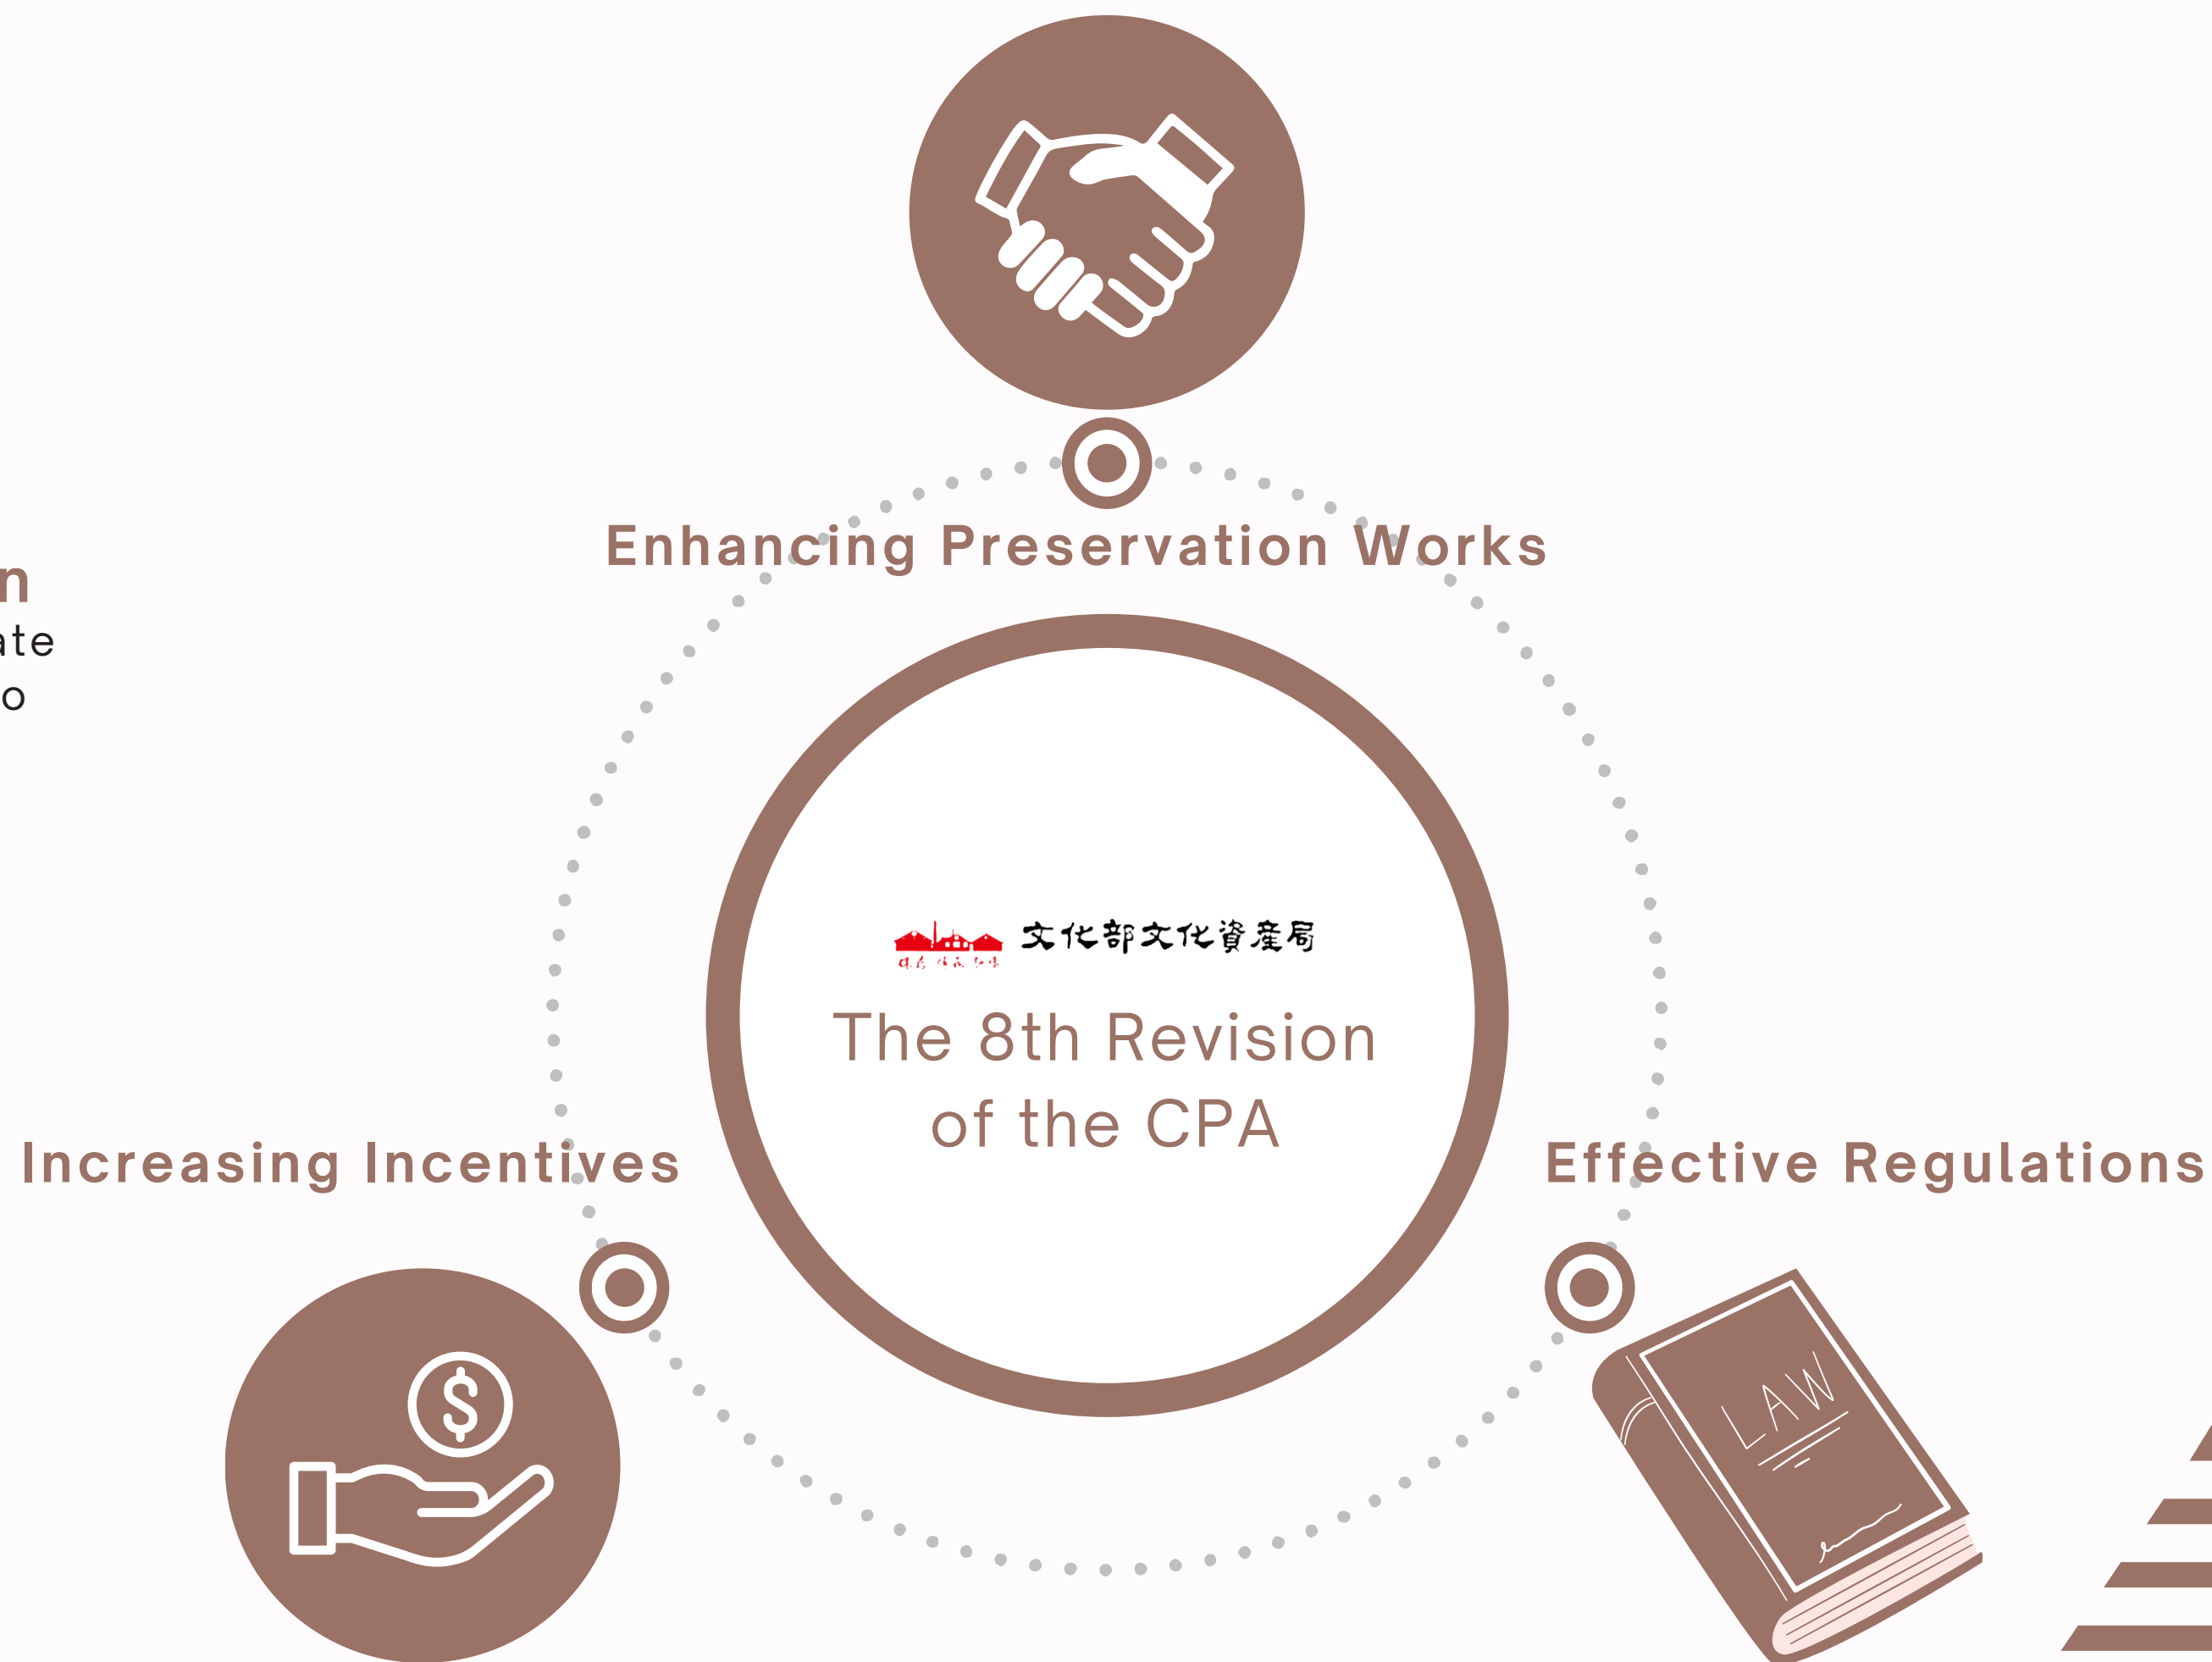 Enhancing Preservation Works
n
ate
o
文化部文化資產局
The 8th Revision
of the CPA
Increasing Incentives
Effective Regulations
$
LAW